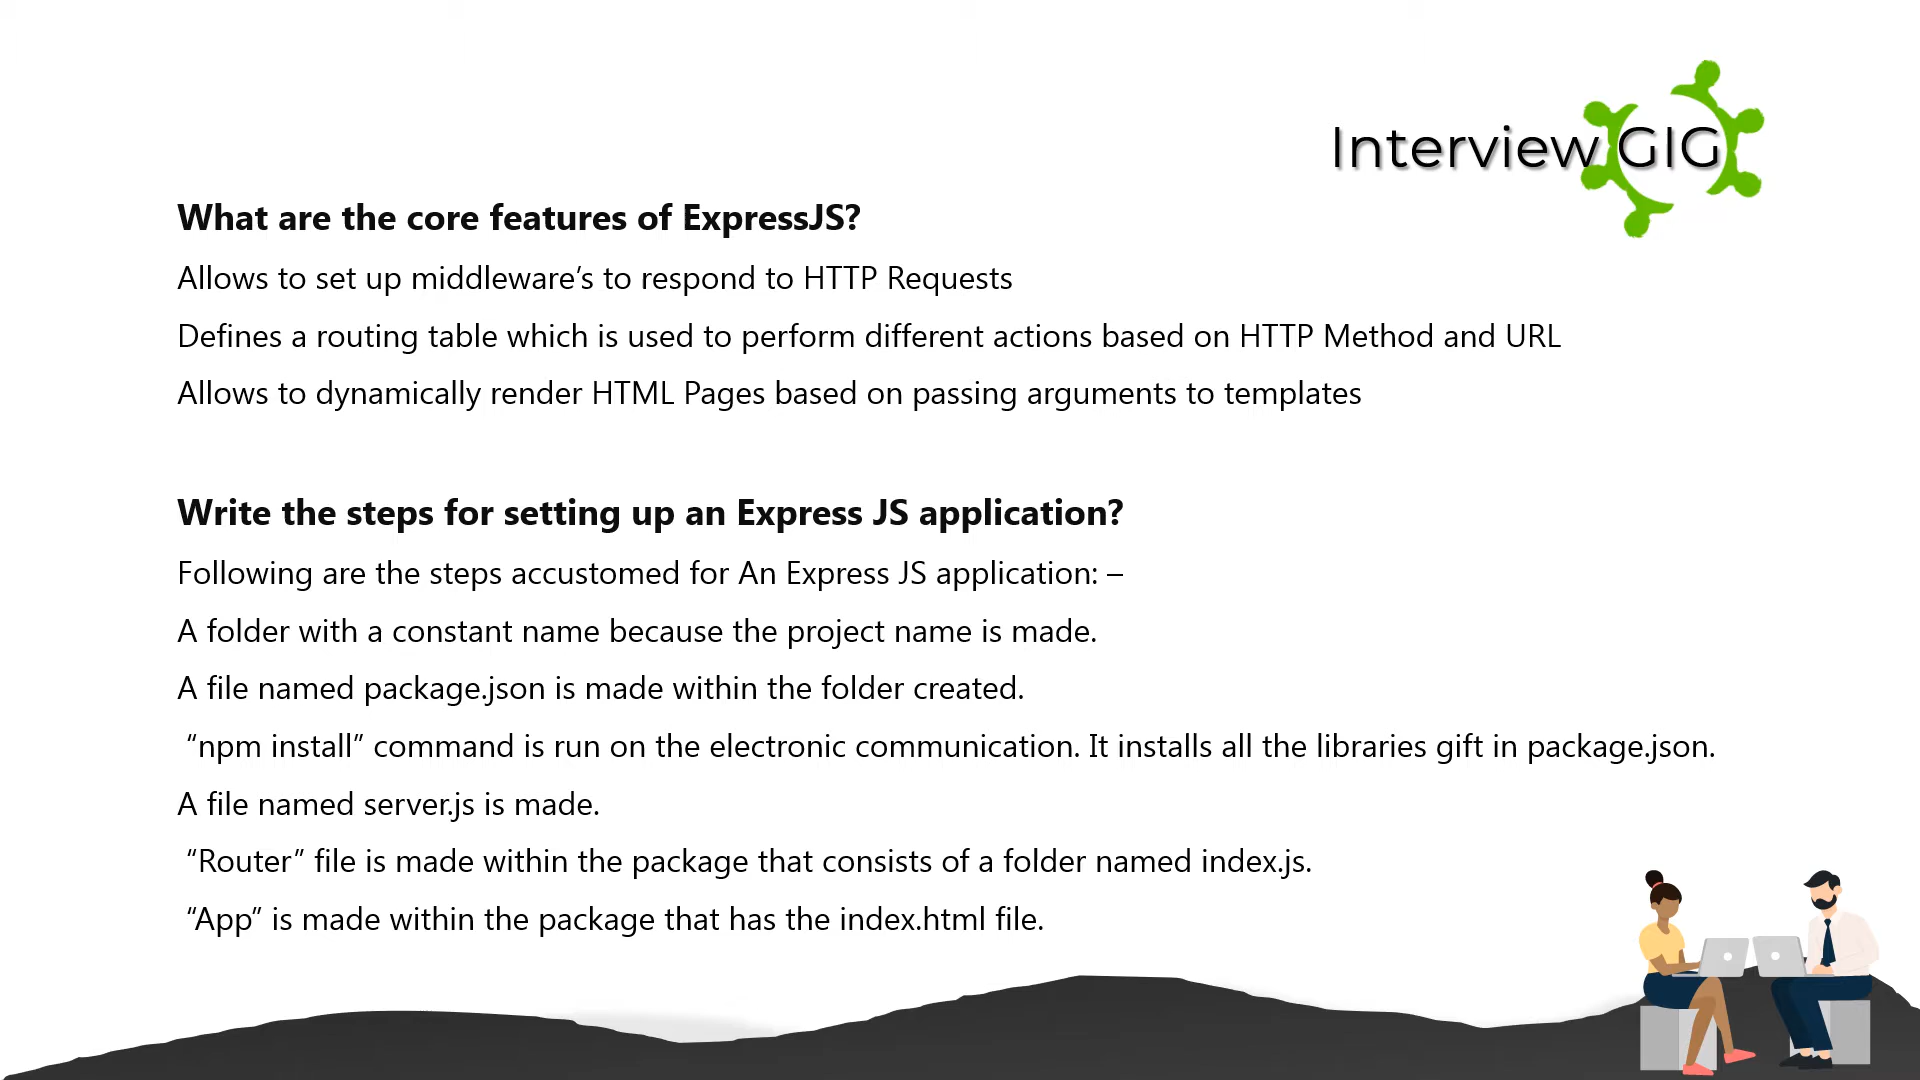 Interview GIG
What are the core features of ExpressJS?
Allows to set up middleware’s to respond to HTTP Requests
Defines a routing table which is used to perform different actions based on HTTP Method and URL
Allows to dynamically render HTML Pages based on passing arguments to templates
Write the steps for setting up an Express JS application?
Following are the steps accustomed for An Express JS application: –
A folder with a constant name because the project name is made.
A file named package.json is made within the folder created.
“npm install” command is run on the electronic communication. It installs all the libraries gift in package.json.
A file named server.js is made.
“Router” file is made within the package that consists of a folder named index.js.
“App” is made within the package that has the index.html file.